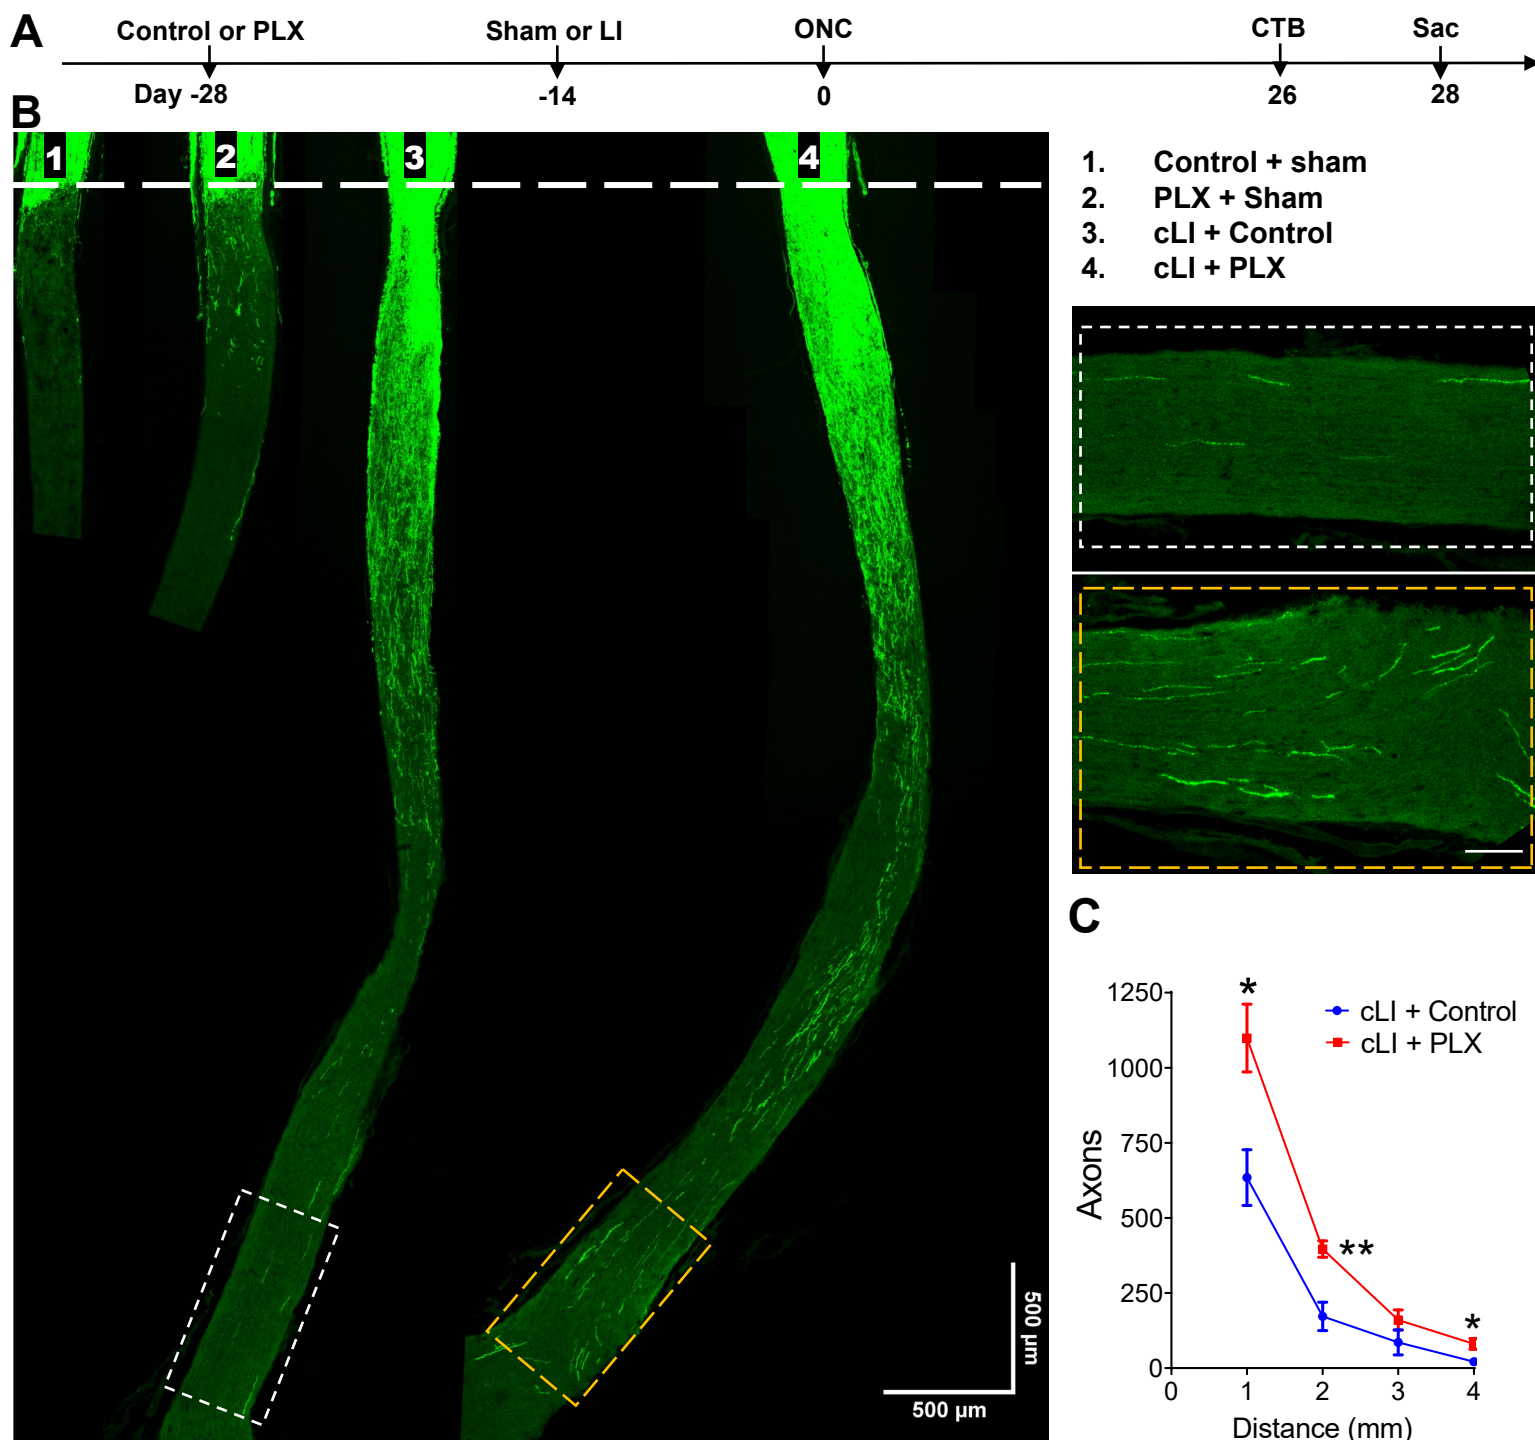 A
Control or PLX
Sham or LI
ONC
CTB
Sac
Day -28
-14
0
26
28
B
1
2
3
4
1. Control + sham
2. PLX + Sham
3. cLI + Control
4. cLI + PLX
500 µm
500 µm
C
1250
1000
750
500
250
0
Axons
*
**
*
cLI + Control
cLI + PLX
0 1 2 3 4
Distance (mm)